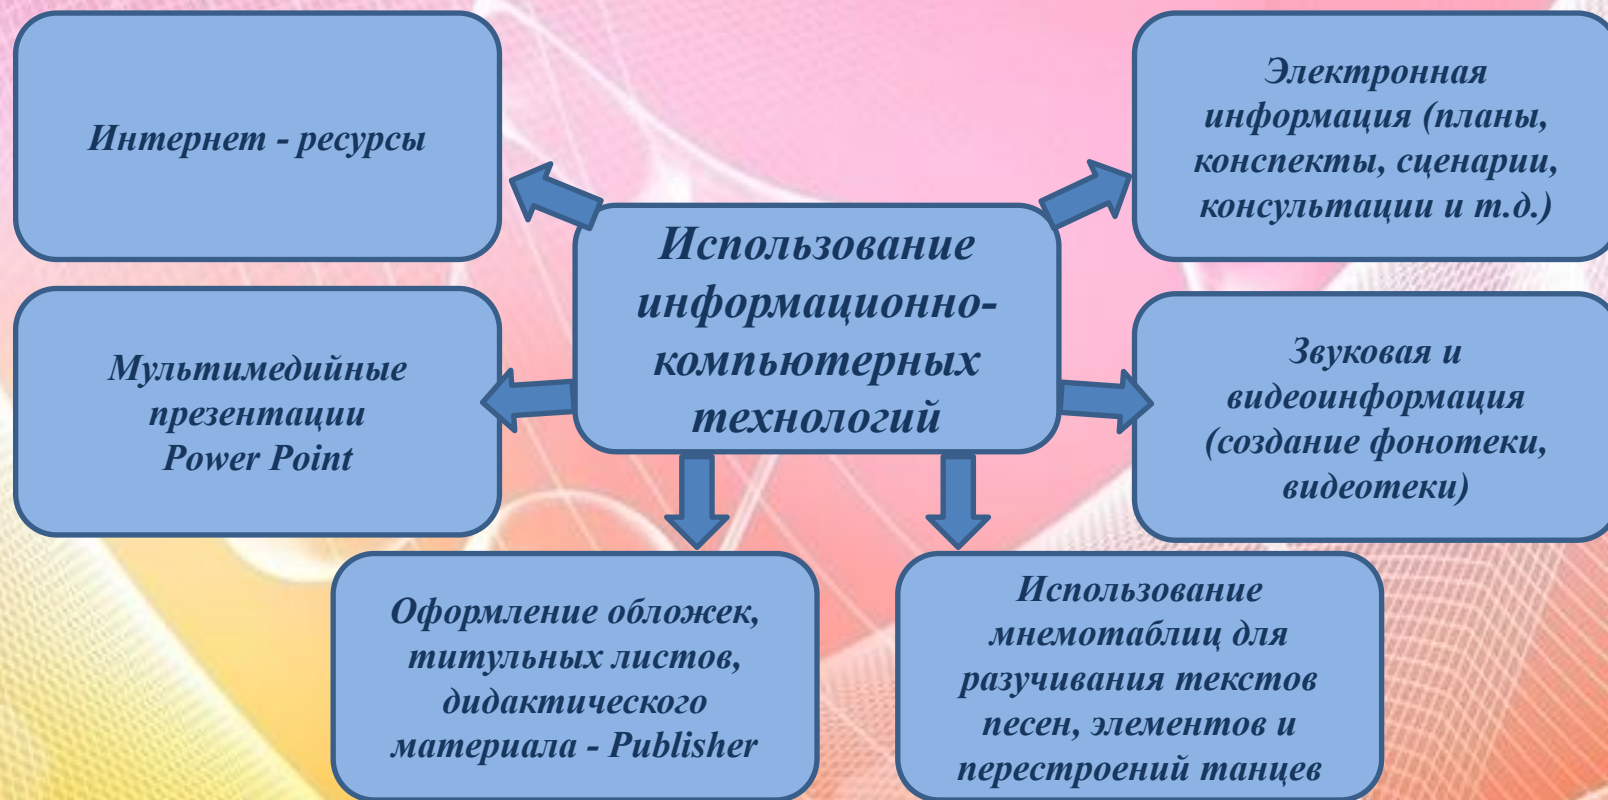 Интернет - ресурсы
Электронная
информация (планы,
конспекты, сценарии,
консультации и т.д.)
Использование
информационно-
компьютерных
технологий
Мультимедийные
презентации
Power Point
Звуковая и
видеоинформация
(создание фонотеки,
видеотеки)
Оформление обложек,
титульных листов,
дидактического
материала - Publisher
Использование
мнемотаблиц для
разучивания текстов
песен, элементов и
перестроений танцев